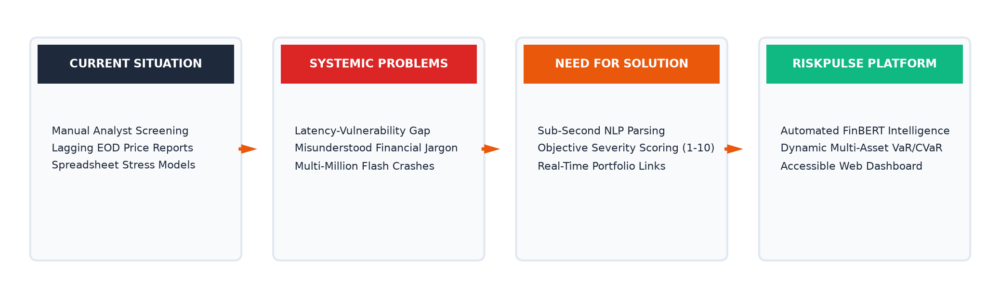 CURRENT SITUATION
Manual Analyst Screening
Lagging EOD Price Reports
Spreadsheet Stress Models
SYSTEMIC PROBLEMS
Latency-Vulnerability Gap
Misunderstood Financial Jargon
Multi-Million Flash Crashes
NEED FOR SOLUTION
Sub-Second NLP Parsing
Objective Severity Scoring (1-10)
Real-Time Portfolio Links
RISKPULSE PLATFORM
Automated FinBERT Intelligence
Dynamic Multi-Asset VaR/CVaR
Accessible Web Dashboard